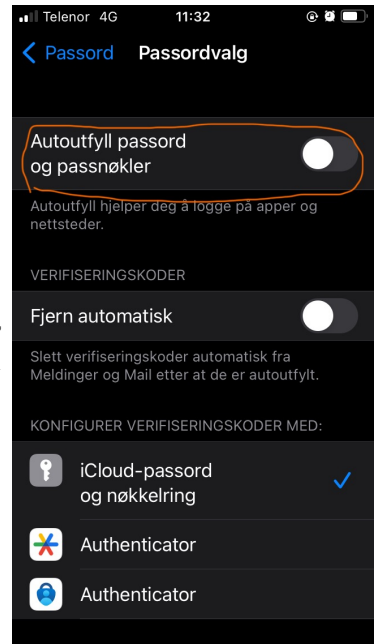 Telenor 4G 11:32
Passord Passordvalg
Autoutfyll passord
og passnøkler
Autoutfyll hjelper deg å logge på apper og
nettsteder.
VERIFISERINGSKODER
Fjern automatisk
Slett verifiseringskoder automatisk fra
Meldinger og Mail etter at de er autoutfylt.
KONFIGURER VERIFISERINGSKODER MED:
iCloud-passord
og nøkkelring
Authenticator
Authenticator